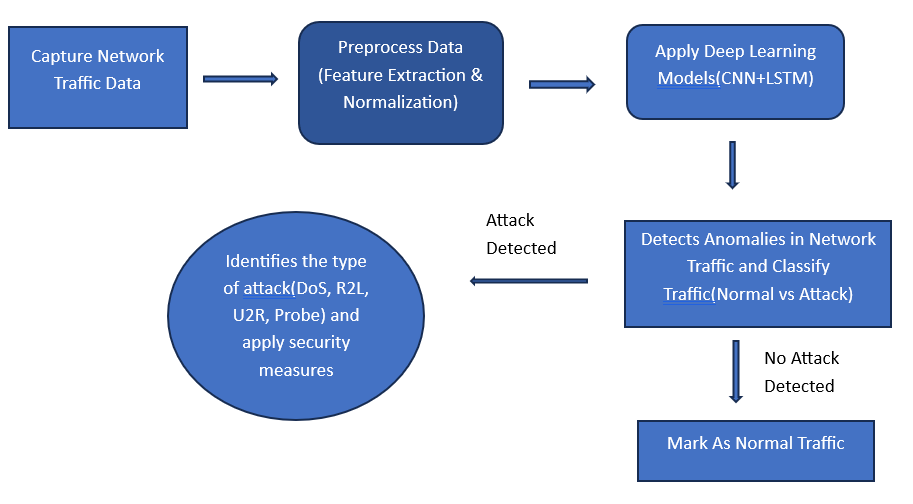 Capture Network
Traffic Data
Preprocess Data
(Feature Extraction &
Normalization)
Apply Deep Learning
Models(CNN+LSTM)
Detects Anomalies in Network
Traffic and Classify
Traffic(Normal vs Attack)
Attack
Detected
Identifies the type
of attack(DoS, R2L,
U2R, Probe) and
apply security
measures
No Attack
Detected
Mark As Normal Traffic